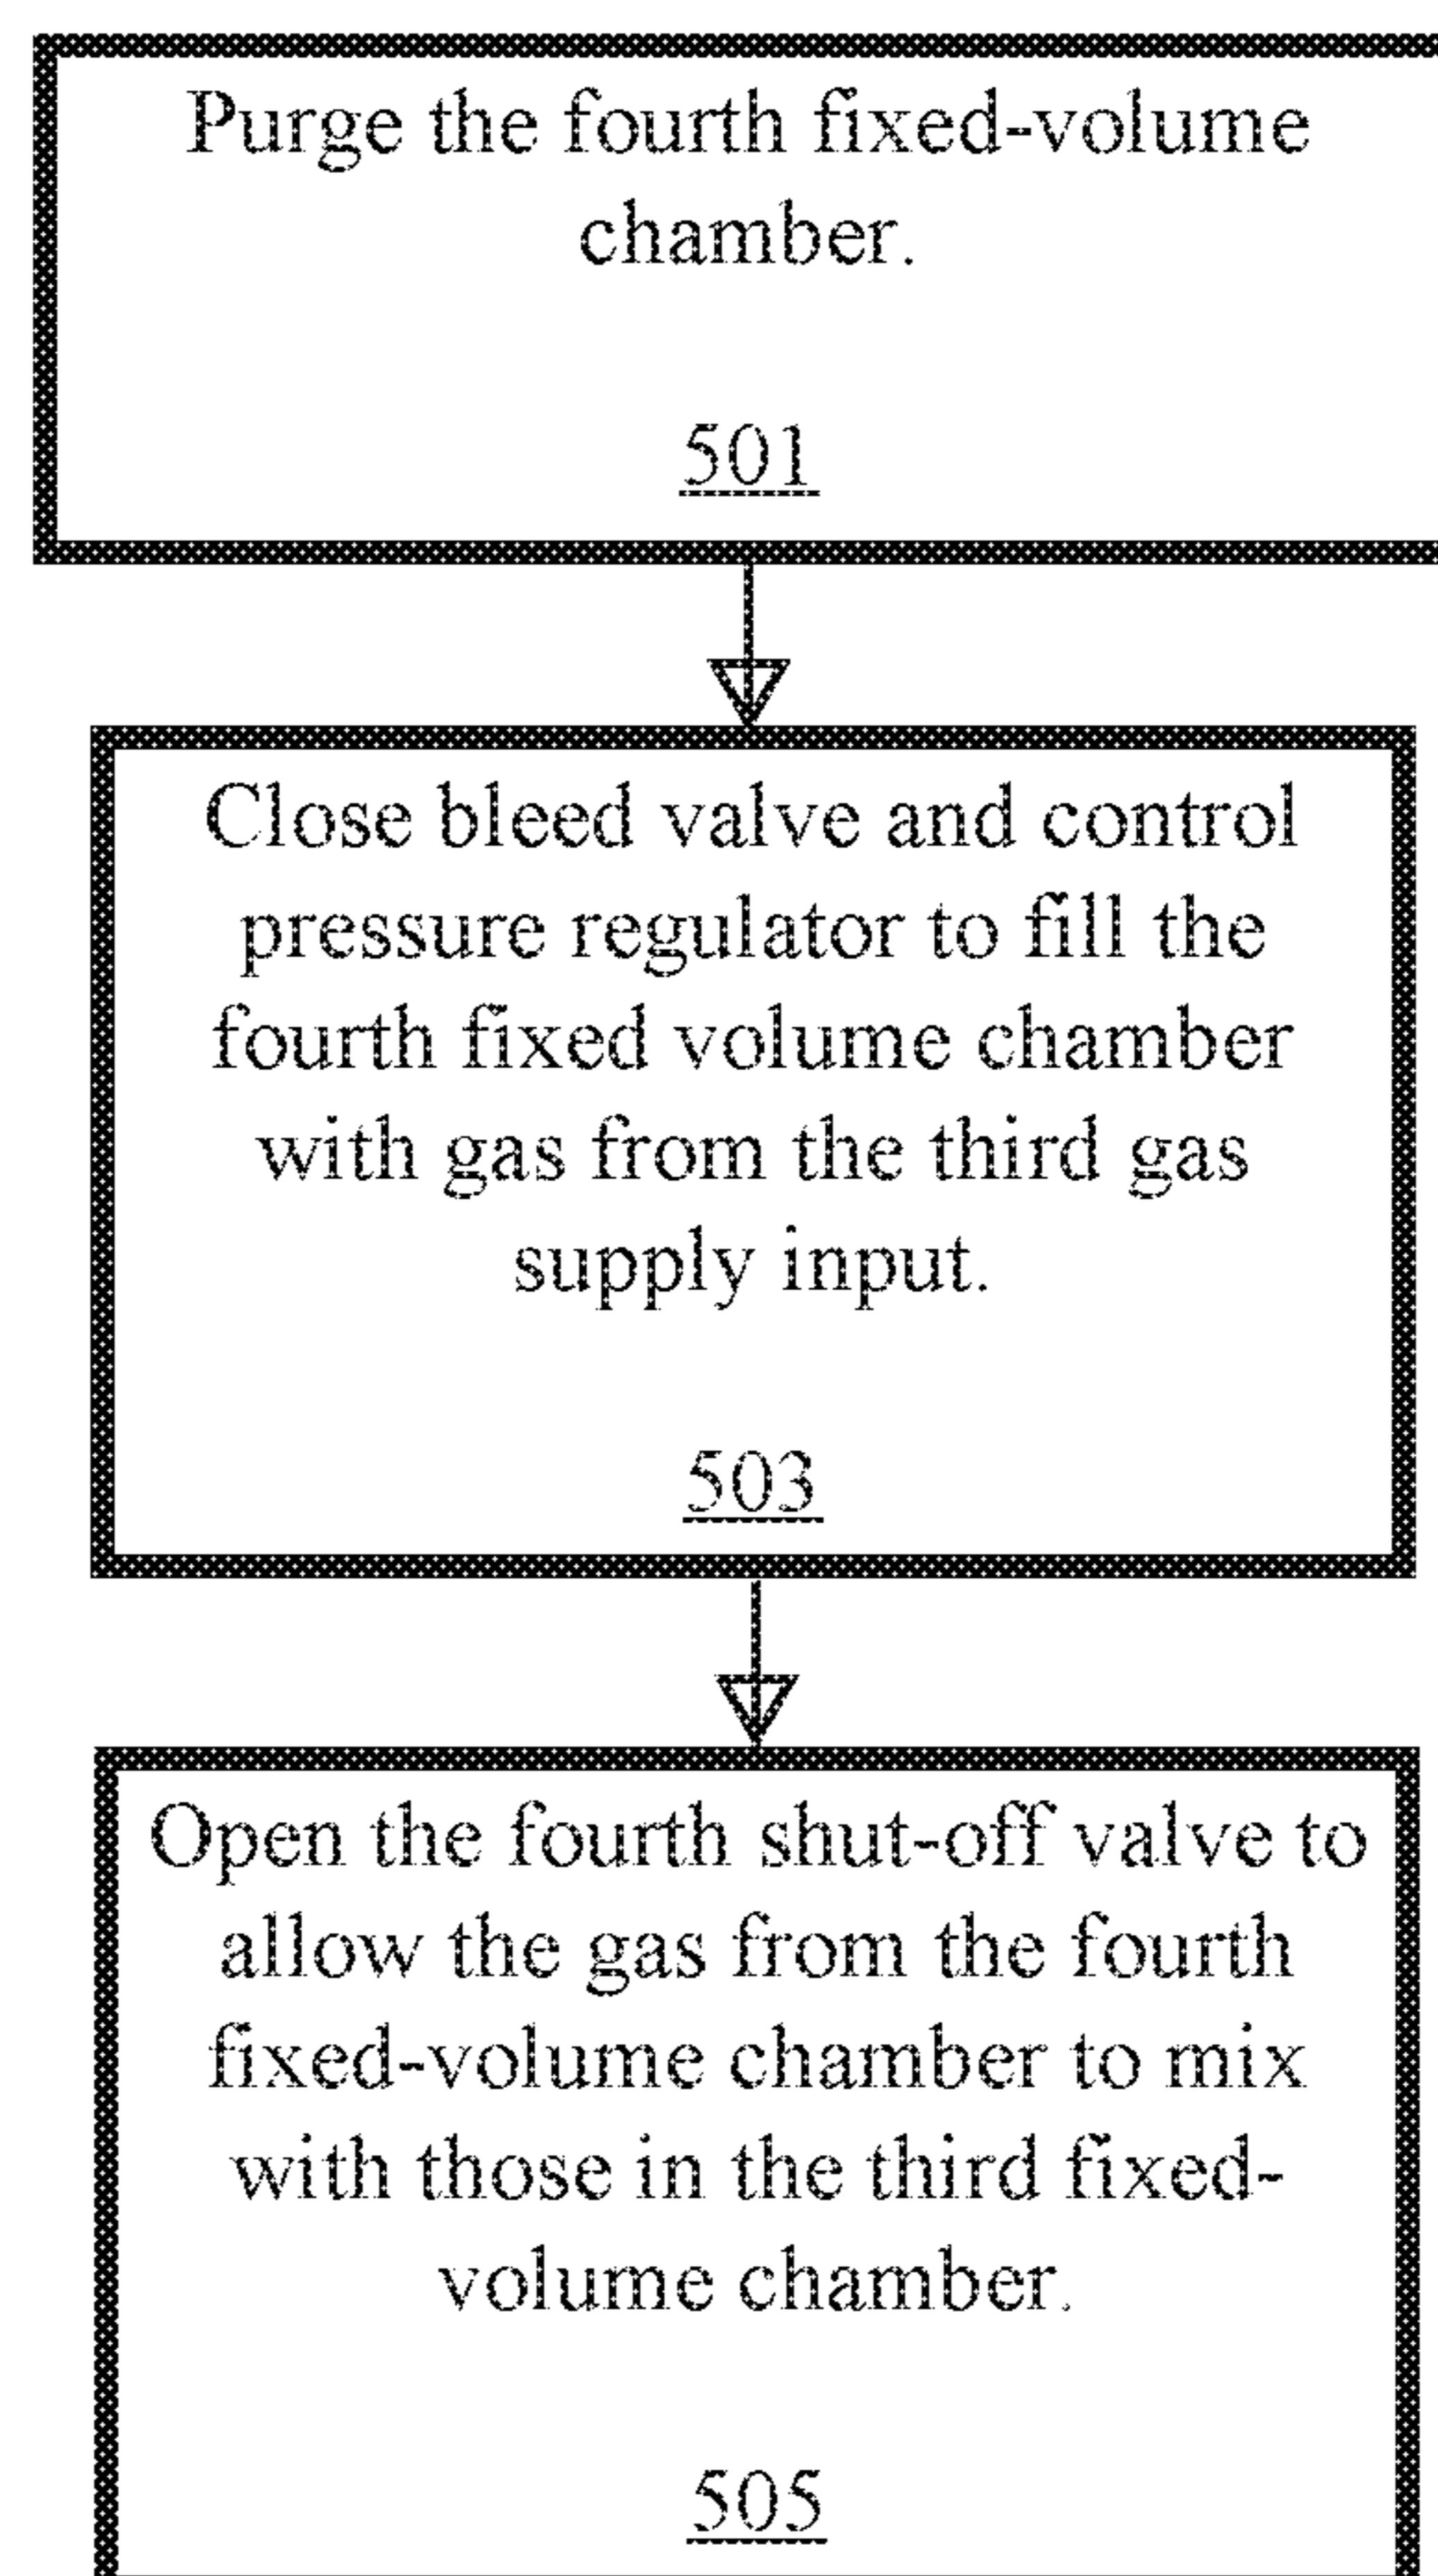 Purge the fourth fixed-volume
chamber.
501
Close bleed valve and control
pressure regulator to fill the
fourth fixed volume chamber
with gas from the third gas
supply input.
503
Open the fourth shut-off valve to
allow the gas from the fourth
fixed-volume chamber to mix
with those in the third fixed-
volume chamber.
505